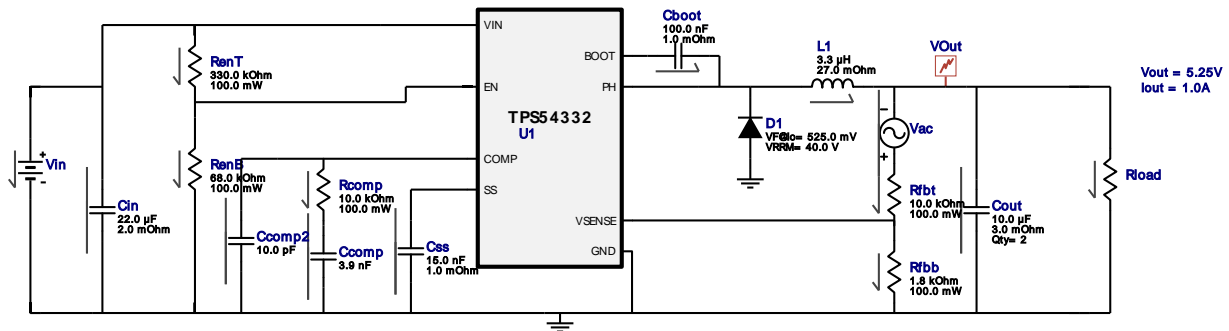 Cboot
100.0 nF
1.0 mOhm
VIN
BOOT
L1
3.3 µH
27.0 mOhm
VOut
Vout = 5.25V
Iout = 1.0A
RenT
330.0 kOhm
100.0 mW
EN
PH
TPS54332
U1
D1
VRRM= 40.0 V
Vac
+
-
Vin
+
-
COMP
SS
RenB
68.0 kOhm
100.0 mW
Rcomp
10.0 kOhm
100.0 mW
Rfbt
10.0 kOhm
100.0 mW
Rload
Cin
22.0 µF
2.0 mOhm
Cout
10.0 µF
3.0 mOhm
Qty= 2
VSENSE
GND
Ccomp2
10.0 pF
Ccomp
3.9 nF
Css
15.0 nF
1.0 mOhm
Rfbb
1.8 kOhm
100.0 mW